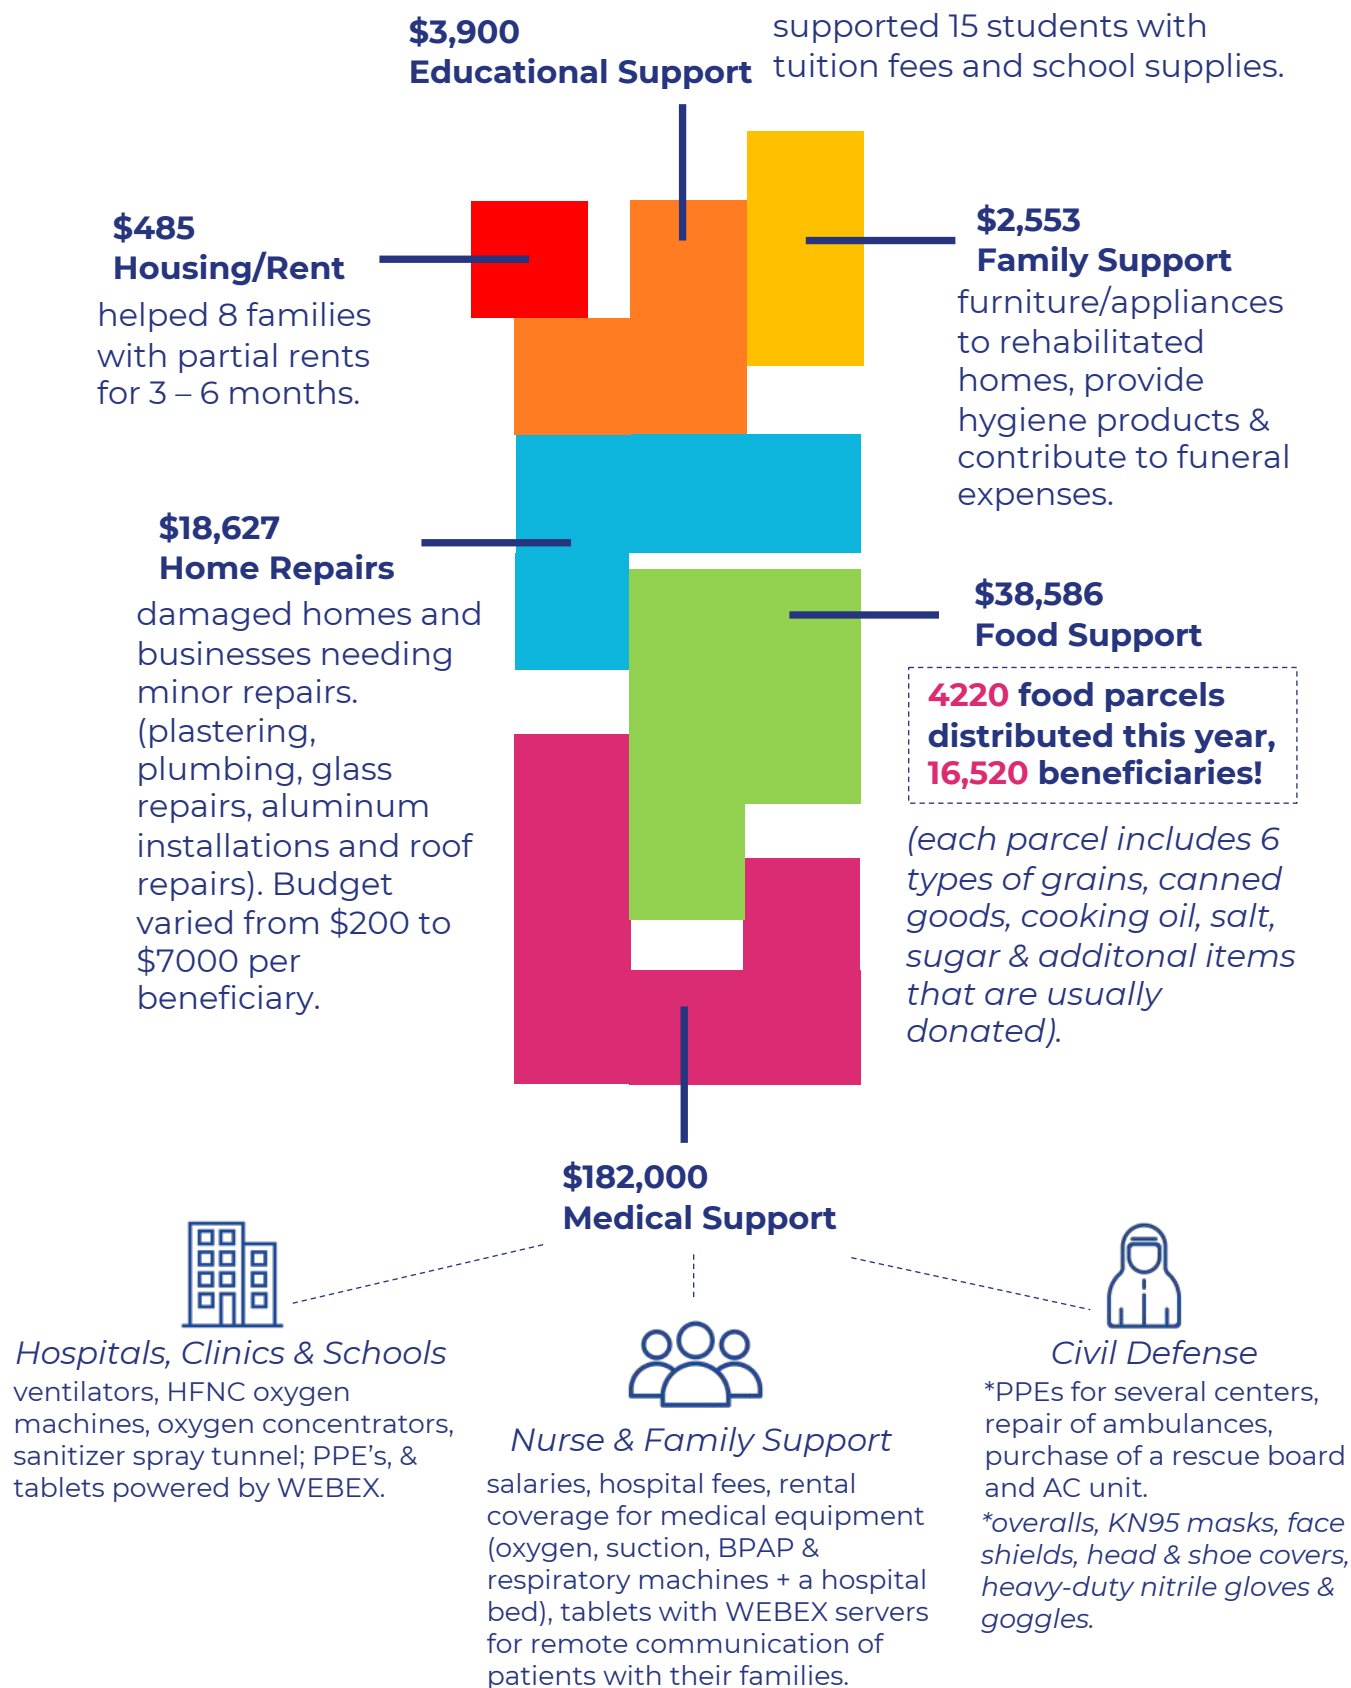 $3,900
Educational Support
supported 15 students with
tuition fees and school supplies.
$485
Housing/Rent
helped 8 families
with partial rents
for 3 – 6 months.
$2,553
Family Support
furniture/appliances
to rehabilitated
homes, provide
hygiene products &
contribute to funeral
expenses.
$18,627
Home Repairs
damaged homes and
businesses needing
minor repairs.
(plastering,
plumbing, glass
repairs, aluminum
installations and roof
repairs). Budget
varied from $200 to
$7000 per
beneficiary.
$38,586
Food Support
4220 food parcels
distributed this year,
16,520 beneficiaries!
(each parcel includes 6
types of grains, canned
goods, cooking oil, salt,
sugar & additonal items
that are usually
donated).
$182,000
Medical Support
Hospitals, Clinics & Schools
ventilators, HFNC oxygen
machines, oxygen concentrators,
sanitizer spray tunnel; PPE’s, &
tablets powered by WEBEX.
Nurse & Family Support
salaries, hospital fees, rental
coverage for medical equipment
(oxygen, suction, BPAP &
respiratory machines + a hospital
bed), tablets with WEBEX servers
for remote communication of
patients with their families.
Civil Defense
*PPEs for several centers,
repair of ambulances,
purchase of a rescue board
and AC unit.
*overalls, KN95 masks, face
shields, head & shoe covers,
heavy-duty nitrile gloves &
goggles.